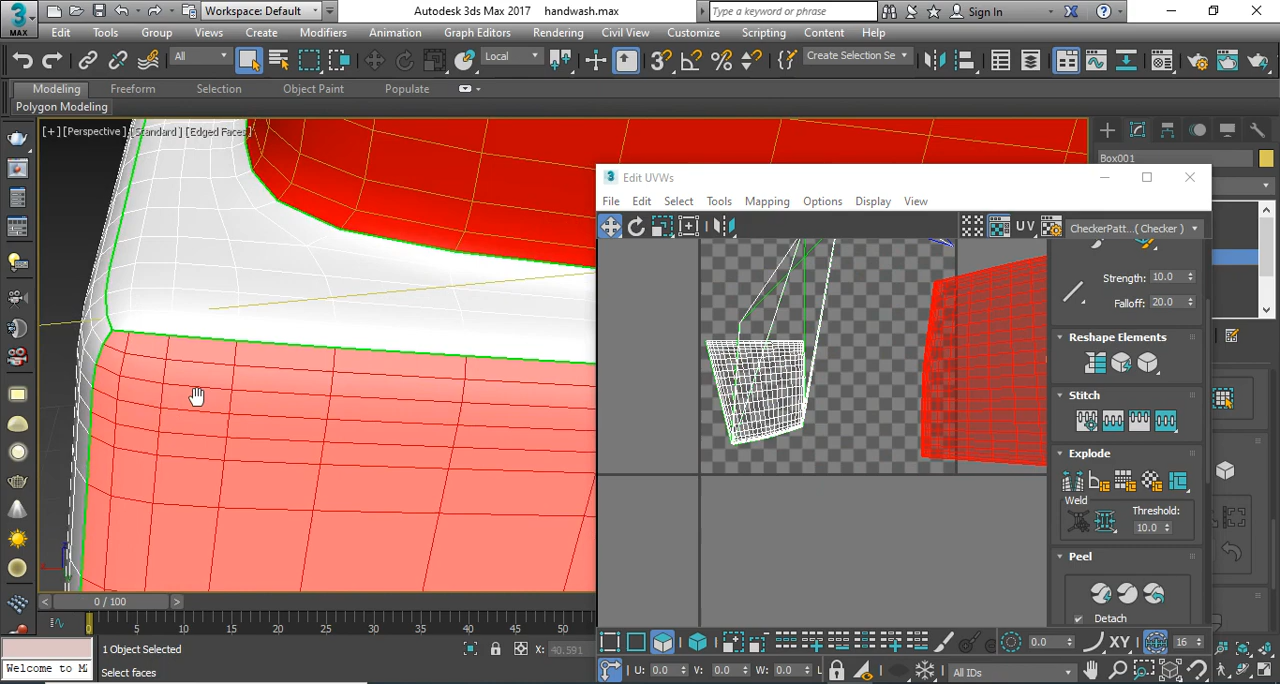 Workspace: Default
Autodesk 3ds Max 2017 handwash.max
Type a keyword or phrase
Sign In
MAX
Edit Tools Group Views Create Modifiers Animation Graph Editors Rendering Civil View Customize Scripting Content Help
All
Local
Create Selection Se
Modeling Freeform Selection Object Paint Populate
Polygon Modeling
[+] [Perspective] [Standard] [Edged Faces]
Box001
3 Edit UVWs
File Edit Select Tools Mapping Options Display View
UV
CheckerPatt...( Checker )
Strength: 10.0
Falloff: 20.0
Reshape Elements
Stitch
Explode
Weld
Threshold:
10.0
Peel
Detach
0 / 100
0 5 10 15 20 25 30 35 40 45 50
0.0
XY
16
1 Object Selected
X: 40.591
Welcome to M
Select faces
U: 0.0 V: 0.0 W: 0.0 L
All IDs